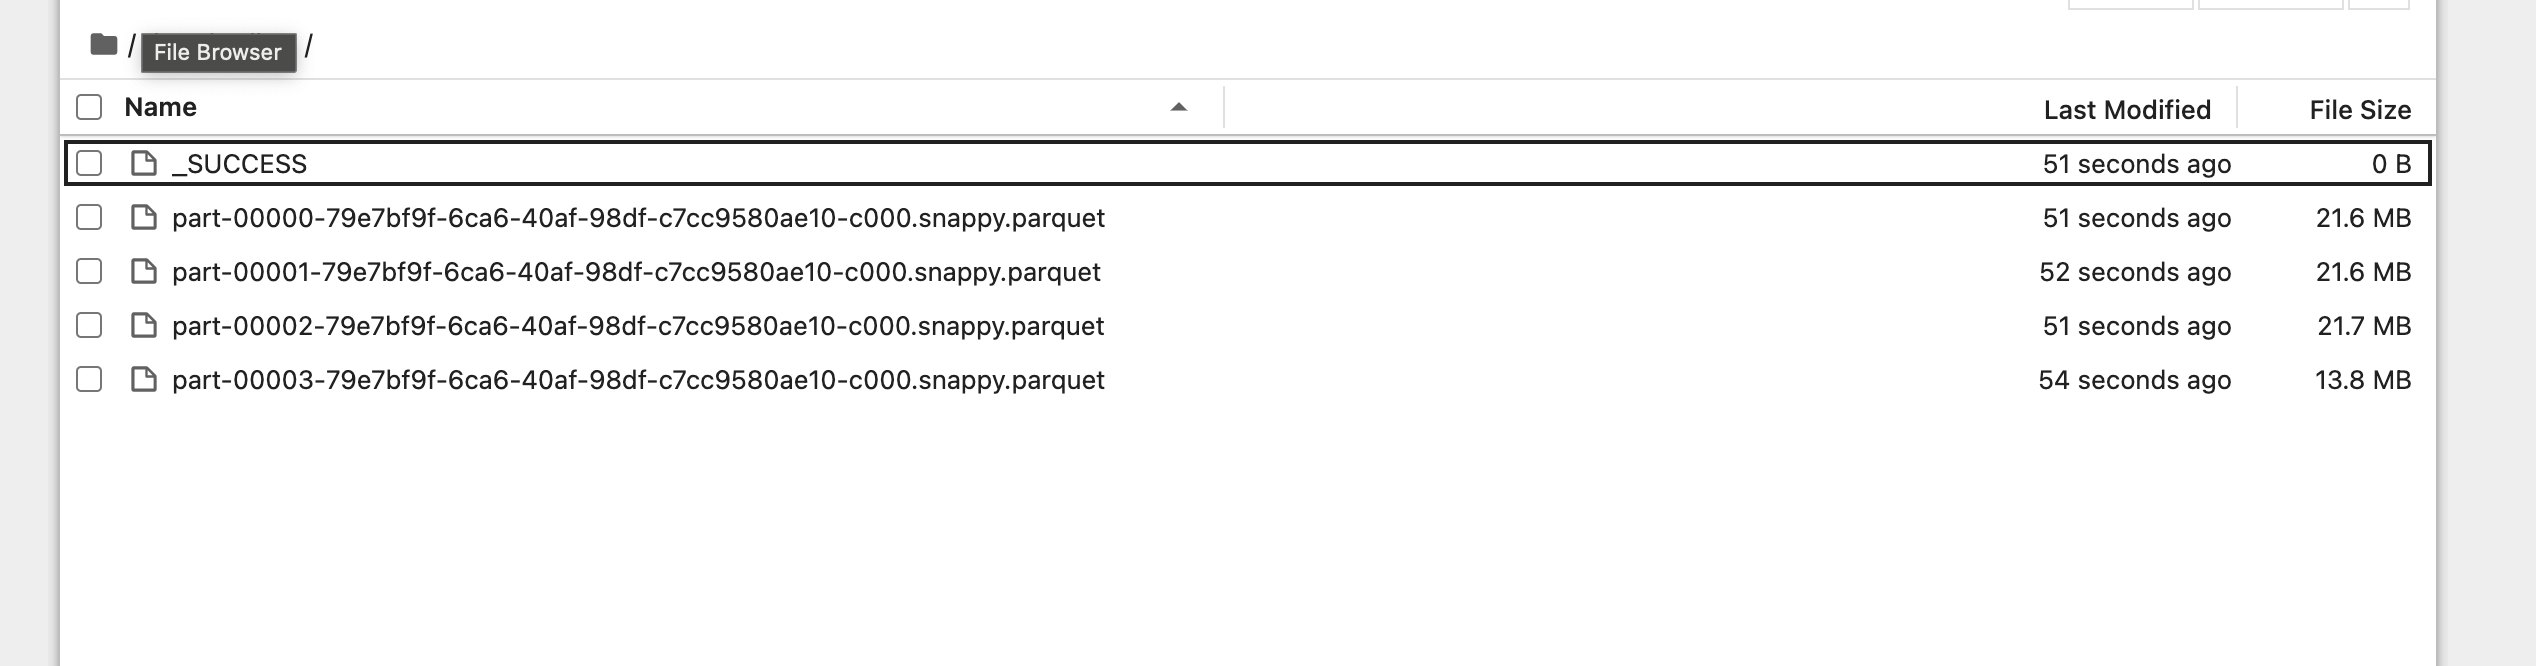 / File Browser /
Name Last Modified File Size
_SUCCESS 51 seconds ago 0 B
part-00000-79e7bf9f-6ca6-40af-98df-c7cc9580ae10-c000.snappy.parquet 51 seconds ago 21.6 MB
part-00001-79e7bf9f-6ca6-40af-98df-c7cc9580ae10-c000.snappy.parquet 52 seconds ago 21.6 MB
part-00002-79e7bf9f-6ca6-40af-98df-c7cc9580ae10-c000.snappy.parquet 51 seconds ago 21.7 MB
part-00003-79e7bf9f-6ca6-40af-98df-c7cc9580ae10-c000.snappy.parquet 54 seconds ago 13.8 MB